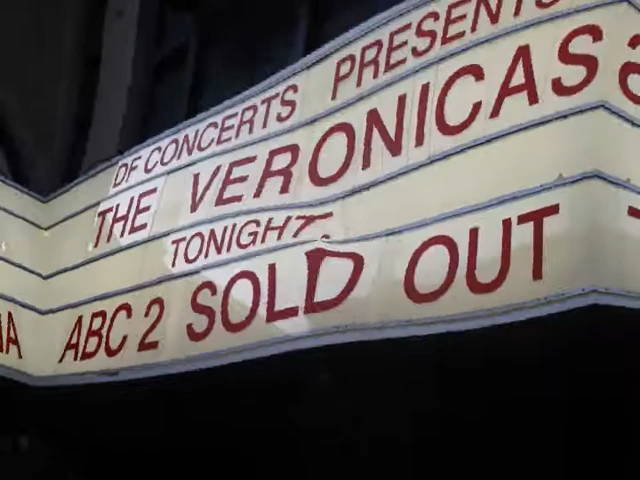 DF CONCERTS PRESENTS
THE VERONICAS
TONIGHT
ABC 2 SOLD OUT